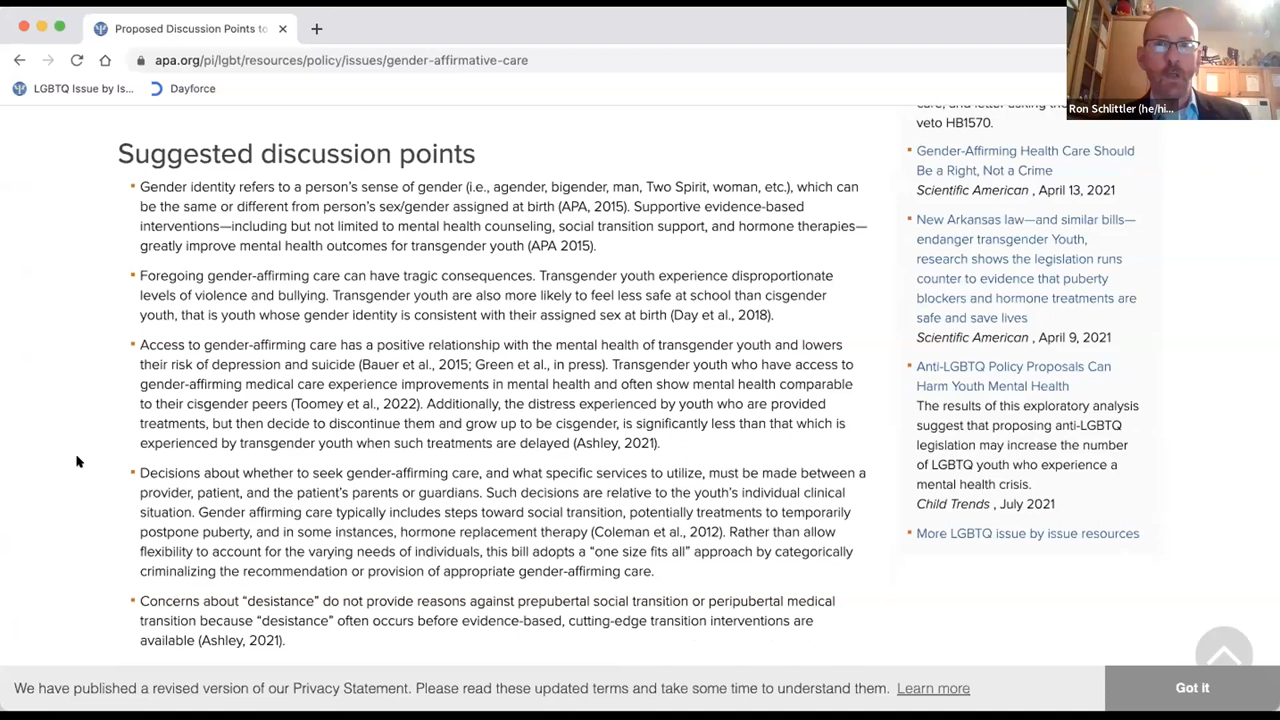 Proposed Discussion Points to
apa.org/pi/lgbt/resources/policy/issues/gender-affirmative-care
LGBTQ Issue by Is...
Dayforce
Ron Schlittler (he/hi...
Suggested discussion points
Gender identity refers to a person's sense of gender (i.e., agender, bigender, man, Two Spirit, woman, etc.), which can
be the same or different from person's sex/gender assigned at birth (APA, 2015). Supportive evidence-based
interventions—including but not limited to mental health counseling, social transition support, and hormone therapies—
greatly improve mental health outcomes for transgender youth (APA 2015).
Foregoing gender-affirming care can have tragic consequences. Transgender youth experience disproportionate
levels of violence and bullying. Transgender youth are also more likely to feel less safe at school than cisgender
youth, that is youth whose gender identity is consistent with their assigned sex at birth (Day et al., 2018).
Access to gender-affirming care has a positive relationship with the mental health of transgender youth and lowers
their risk of depression and suicide (Bauer et al., 2015; Green et al., in press). Transgender youth who have access to
gender-affirming medical care experience improvements in mental health and often show mental health comparable
to their cisgender peers (Toomey et al., 2022). Additionally, the distress experienced by youth who are provided
treatments, but then decide to discontinue them and grow up to be cisgender, is significantly less than that which is
experienced by transgender youth when such treatments are delayed (Ashley, 2021).
Decisions about whether to seek gender-affirming care, and what specific services to utilize, must be made between a
provider, patient, and the patient's parents or guardians. Such decisions are relative to the youth's individual clinical
situation. Gender affirming care typically includes steps toward social transition, potentially treatments to temporarily
postpone puberty, and in some instances, hormone replacement therapy (Coleman et al., 2012). Rather than allow
flexibility to account for the varying needs of individuals, this bill adopts a "one size fits all" approach by categorically
criminalizing the recommendation or provision of appropriate gender-affirming care.
Concerns about "desistance" do not provide reasons against prepubertal social transition or peripubertal medical
transition because "desistance" often occurs before evidence-based, cutting-edge transition interventions are
available (Ashley, 2021).
care, and letter asking the
veto HB1570.
Gender-Affirming Health Care Should
Be a Right, Not a Crime
Scientific American , April 13, 2021
New Arkansas law—and similar bills—
endanger transgender Youth,
research shows the legislation runs
counter to evidence that puberty
blockers and hormone treatments are
safe and save lives
Scientific American , April 9, 2021
Anti-LGBTQ Policy Proposals Can
Harm Youth Mental Health
The results of this exploratory analysis
suggest that proposing anti-LGBTQ
legislation may increase the number
of LGBTQ youth who experience a
mental health crisis.
Child Trends , July 2021
More LGBTQ issue by issue resources
We have published a revised version of our Privacy Statement. Please read these updated terms and take some time to understand them. Learn more
Got it